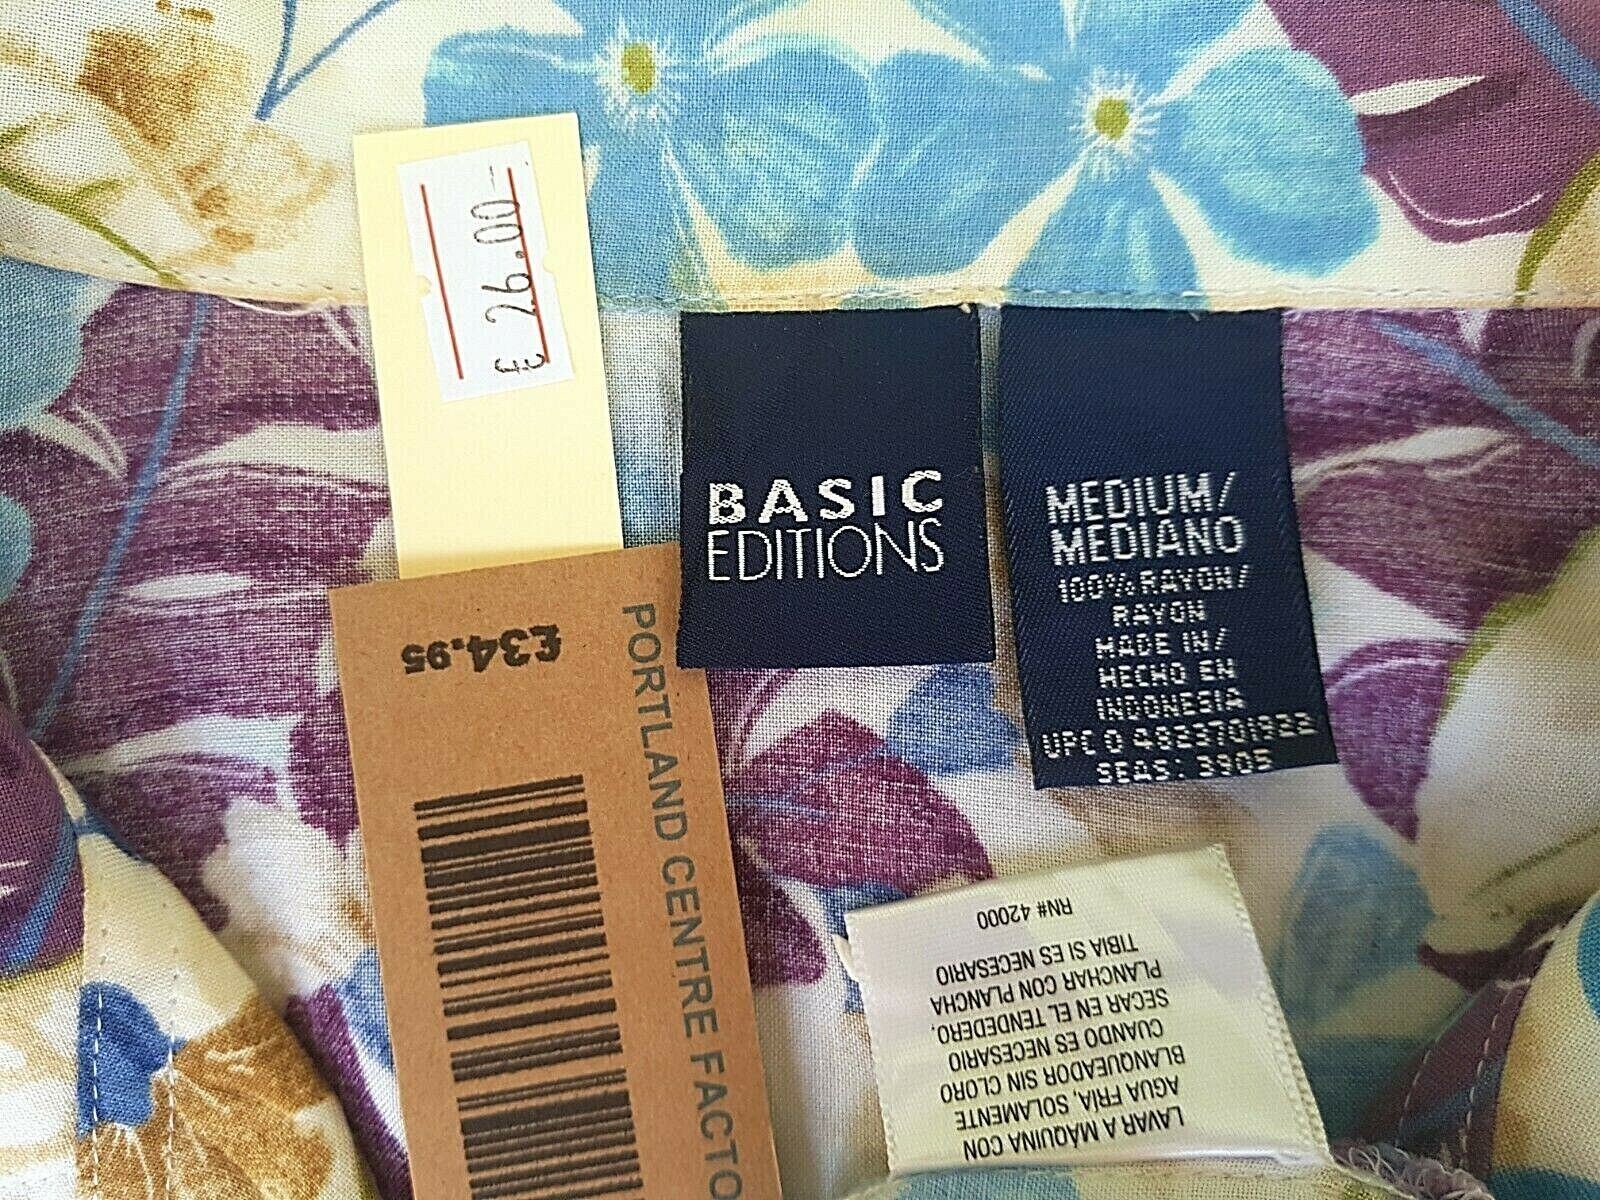 £ 26.00
BASIC
EDITIONS
MEDIUM/
MEDIANO
100% RAYON/
RAYON
MADE IN/
HECHO EN
INDONESIA
UPC 0 4823701922
SEAS: 3905
£34.95
PORTLAND CENTRE FACTO
LAVAR A MÁQUINA CON
AGUA FRÍA, SOLAMENTE
BLANQUEADOR SIN CLORO
CUANDO ES NECESARIO
SECAR EN EL TENDEDERO,
PLANCHAR CON PLANCHA
TIBIA SI ES NECESARIO
RN# 42000